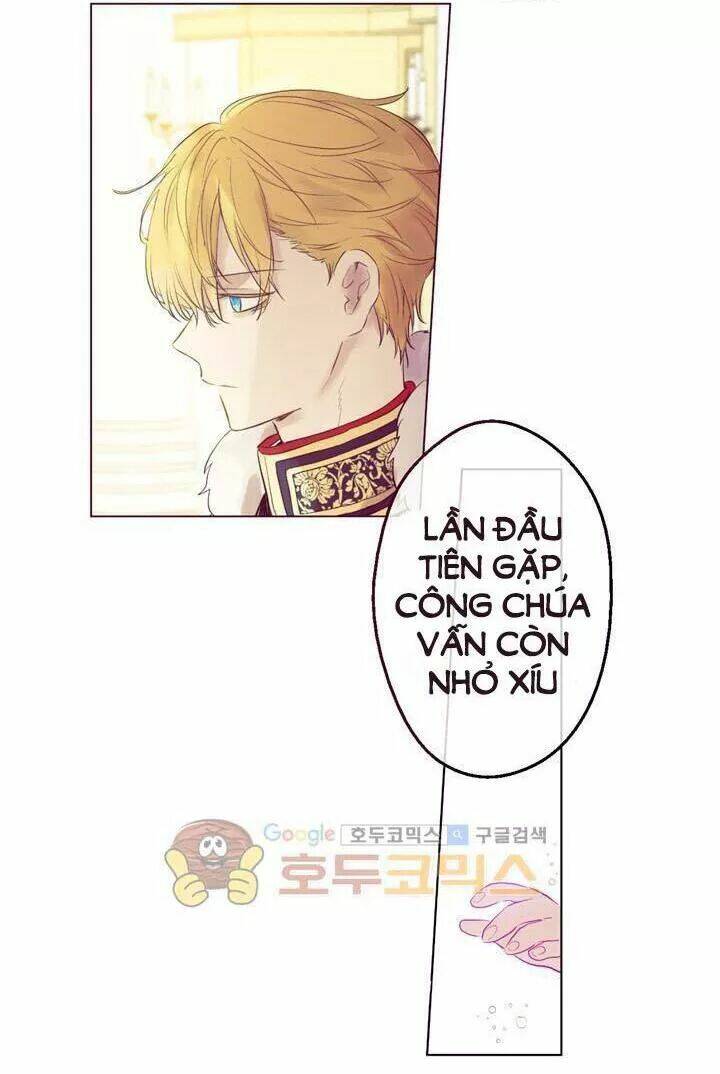 LẦN ĐẦU
TIÊN GẶP,
CÔNG CHÚA
VẪN CÒN
NHỎ XÍU
Google 호두코믹스 구글검색
호두코믹스